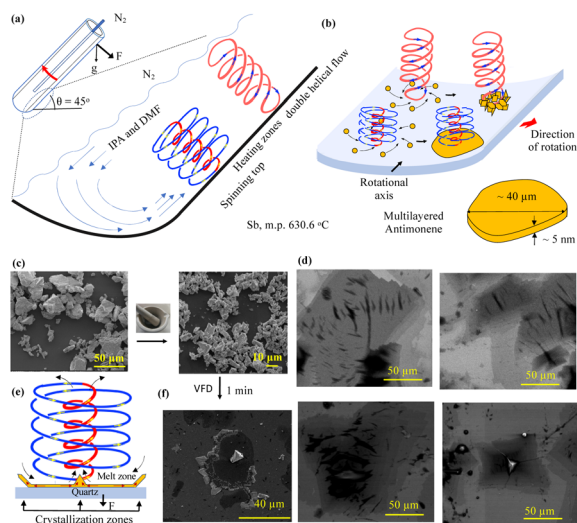 (a)
N2
F
g
N2
θ = 45o
IPA and DMF
double helical flow
Heating zones
Spinning top
Sb, m.p. 630.6 oC
(b)
Direction
of rotation
Rotational
axis
Multilayered
Antimonene
~ 40 µm
~ 5 nm
(c)
50 µm
10 µm
VFD
1 min
(d)
50 µm
50 µm
50 µm
50 µm
(e)
Melt zone
Quartz
F
Crystallization zones
(f)
40 µm